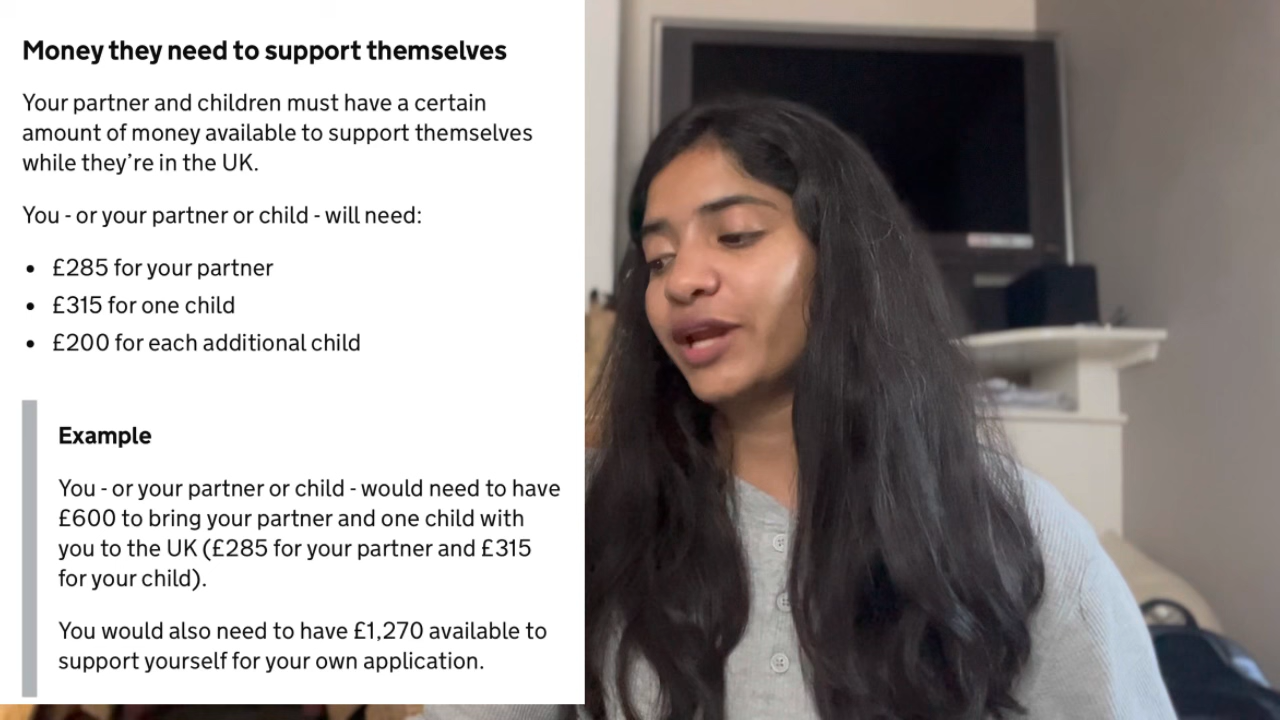 Money they need to support themselves
Your partner and children must have a certain
amount of money available to support themselves
while they’re in the UK.
You - or your partner or child - will need:
• £285 for your partner
• £315 for one child
• £200 for each additional child
Example
You - or your partner or child - would need to have
£600 to bring your partner and one child with
you to the UK (£285 for your partner and £315
for your child).
You would also need to have £1,270 available to
support yourself for your own application.